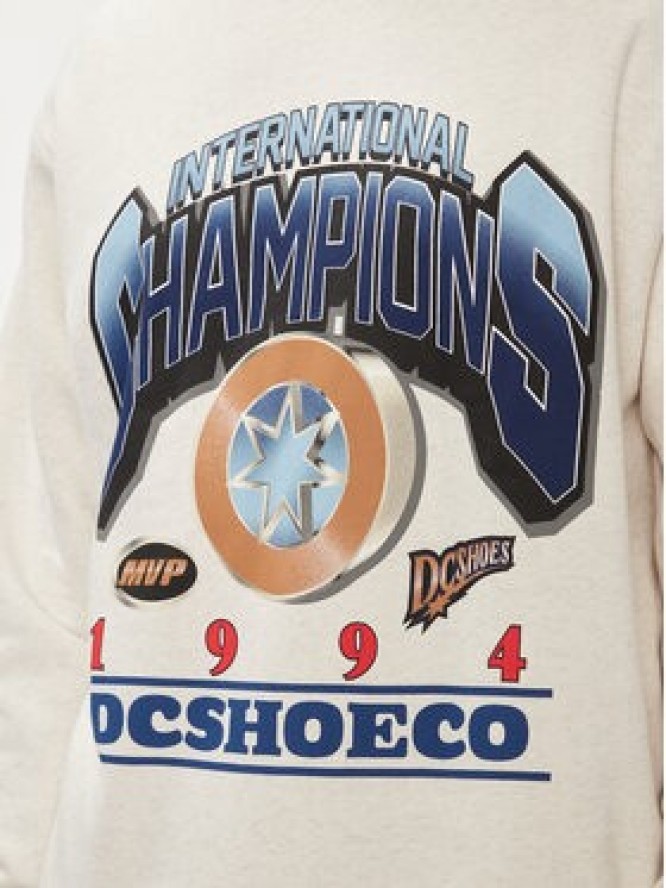 INTERNATIONAL
CHAMPIONS
MVP
DCSHOES
1994
DCSHOECO